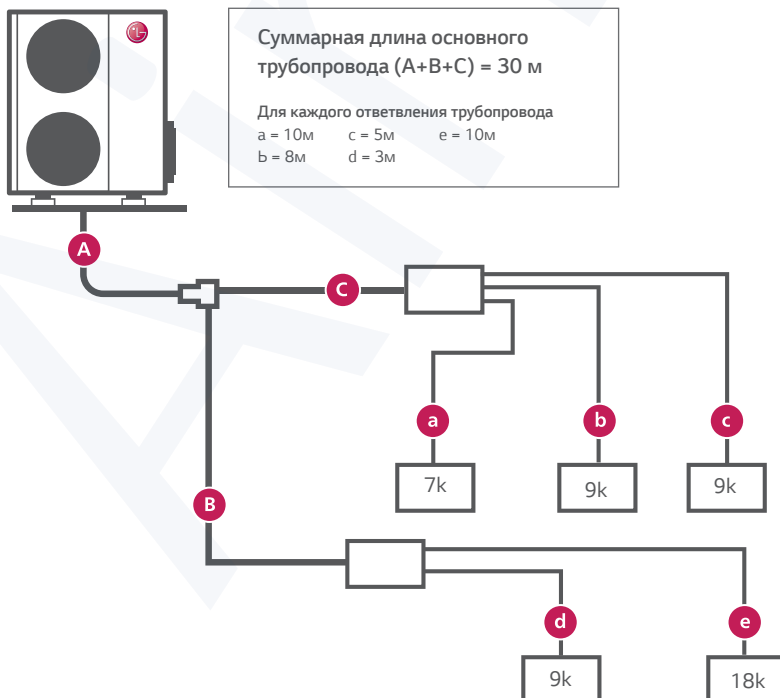 LG
Суммарная длина основного
трубопровода (A+B+C) = 30 м
Для каждого ответвления трубопровода
a = 10м c = 5м e = 10м
b = 8м d = 3м
A
C
a
b
c
7k
9k
9k
B
d
e
9k
18k